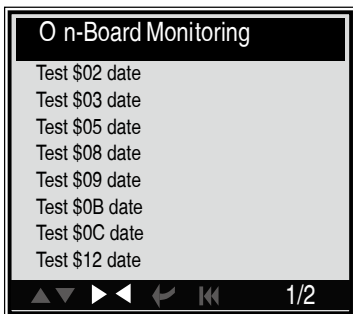 O n-Board Monitoring
Test $02 date
Test $03 date
Test $05 date
Test $08 date
Test $09 date
Test $0B date
Test $0C date
Test $12 date
1/2